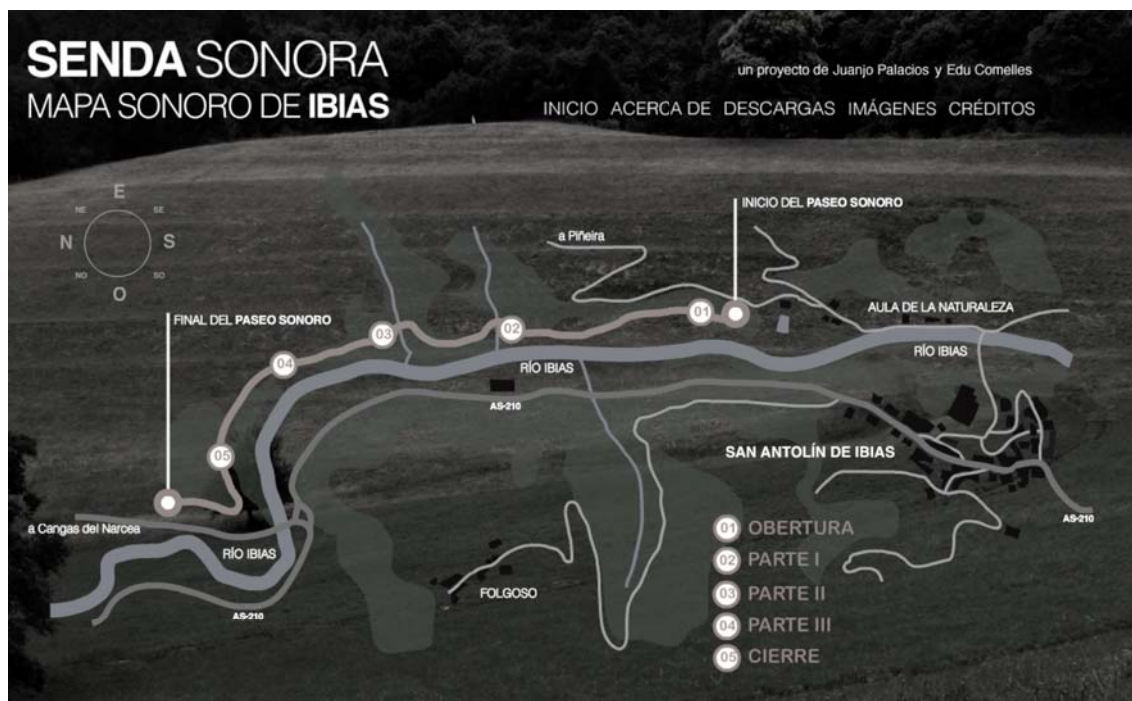 SENDA SONORA
MAPA SONORO DE IBIAS
un proyecto de Juanjo Palacios y Edu Comelles
INICIO ACERCA DE DESCARGAS IMÁGENES CRÉDITOS
E
NE SE
N S
NO SO
O
INICIO DEL PASEO SONORO
a Piñeira
AULA DE LA NATURALEZA
FINAL DEL PASEO SONORO
01
02
03
04
RÍO IBIAS
RÍO IBIAS
AS-210
05
SAN ANTOLÍN DE IBIAS
AS-210
a Cangas del Narcea
RÍO IBIAS
FOLGOSO
AS-210
01 OBERTURA
02 PARTE I
03 PARTE II
04 PARTE III
05 CIERRE